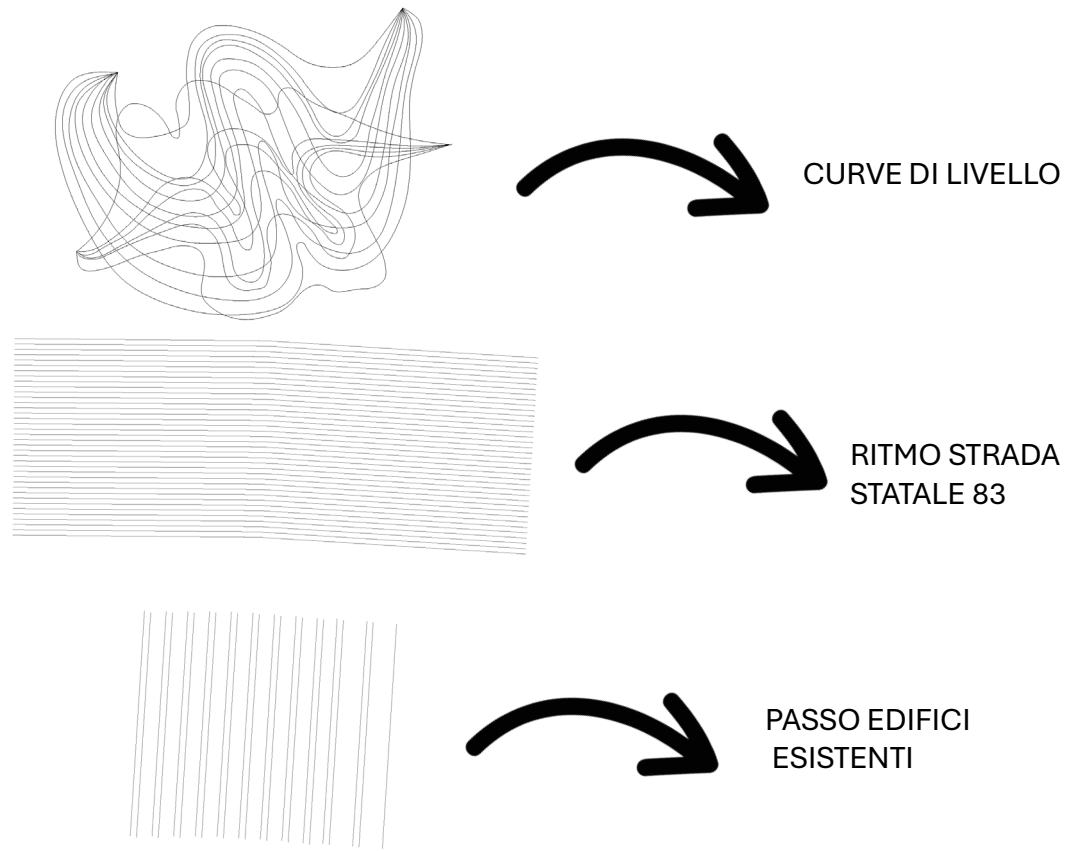 CURVE DI LIVELLO
RITMO STRADA
STATALE 83
PASSO EDIFICI
ESISTENTI